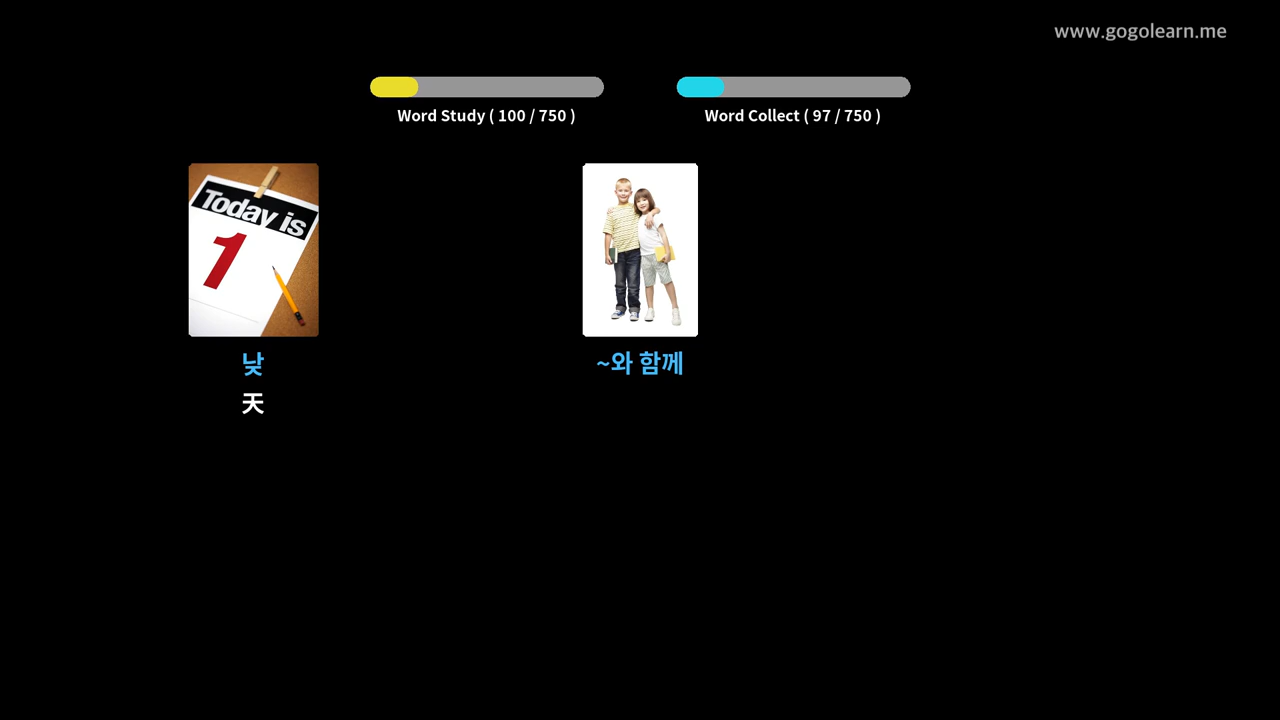 www.gogolearn.me
Word Study ( 100 / 750 )
Word Collect ( 97 / 750 )
Today is
1
낮
天
~와 함께